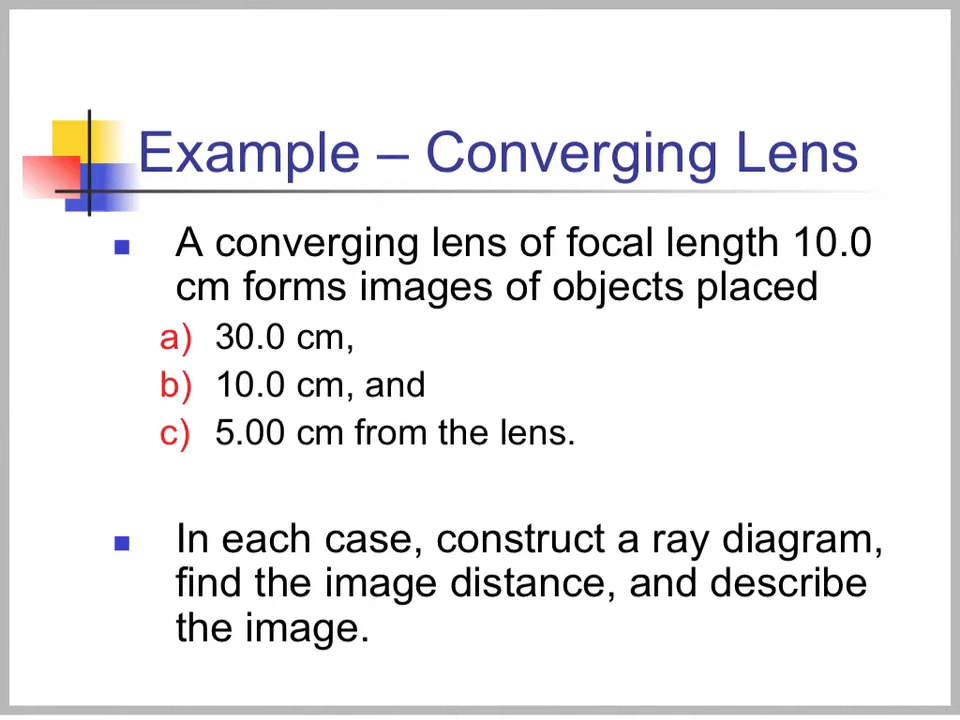 Example – Converging Lens
A converging lens of focal length 10.0
cm forms images of objects placed
a) 30.0 cm,
b) 10.0 cm, and
c) 5.00 cm from the lens.
In each case, construct a ray diagram,
find the image distance, and describe
the image.